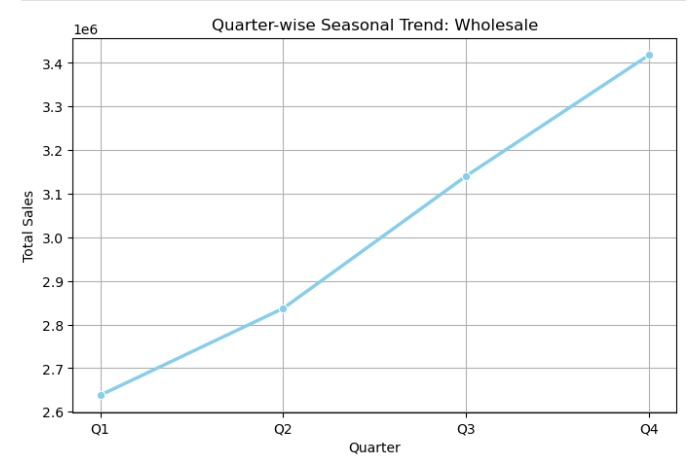 Quarter-wise Seasonal Trend: Wholesale
1e6
3.4
3.3
3.2
3.1
3.0
2.9
2.8
2.7
2.6
Total Sales
Q1 Q2 Q3 Q4
Quarter